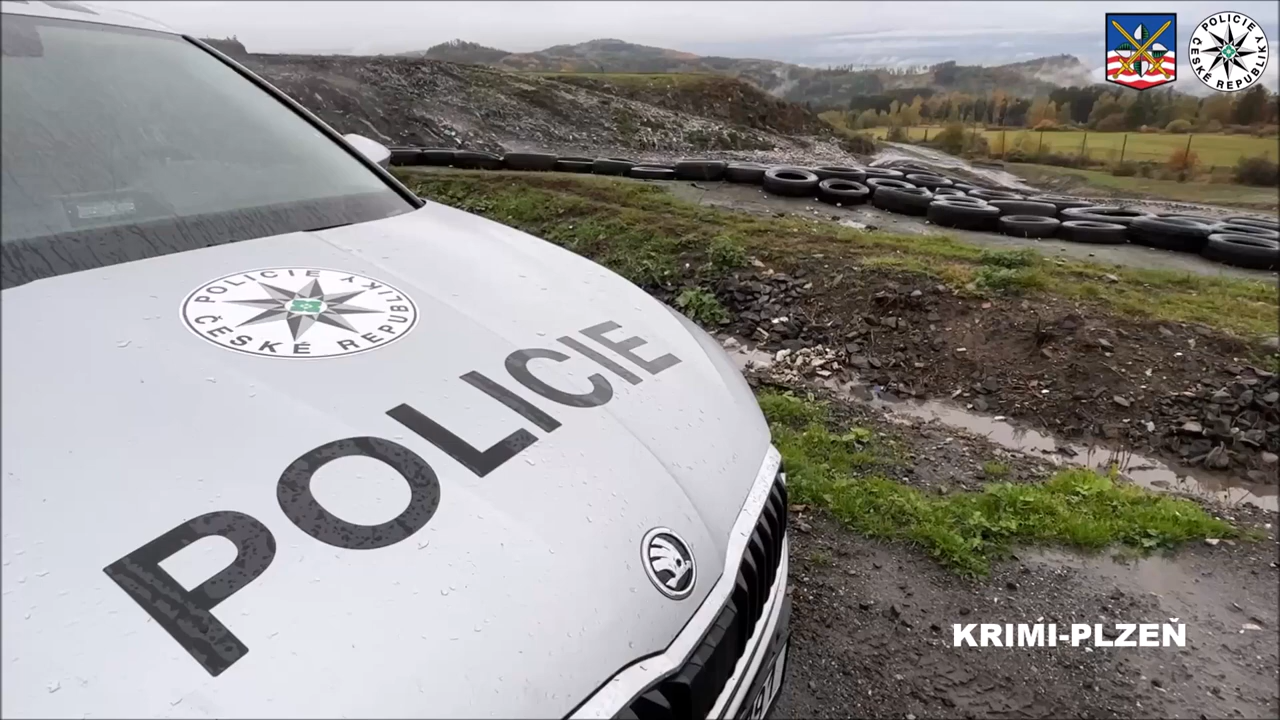 POLICIE
ČESKÉ REPUBLIKY
POLICIE
ČESKÉ REPUBLIKY
POLICIE
KRIMI-PLZEŇ